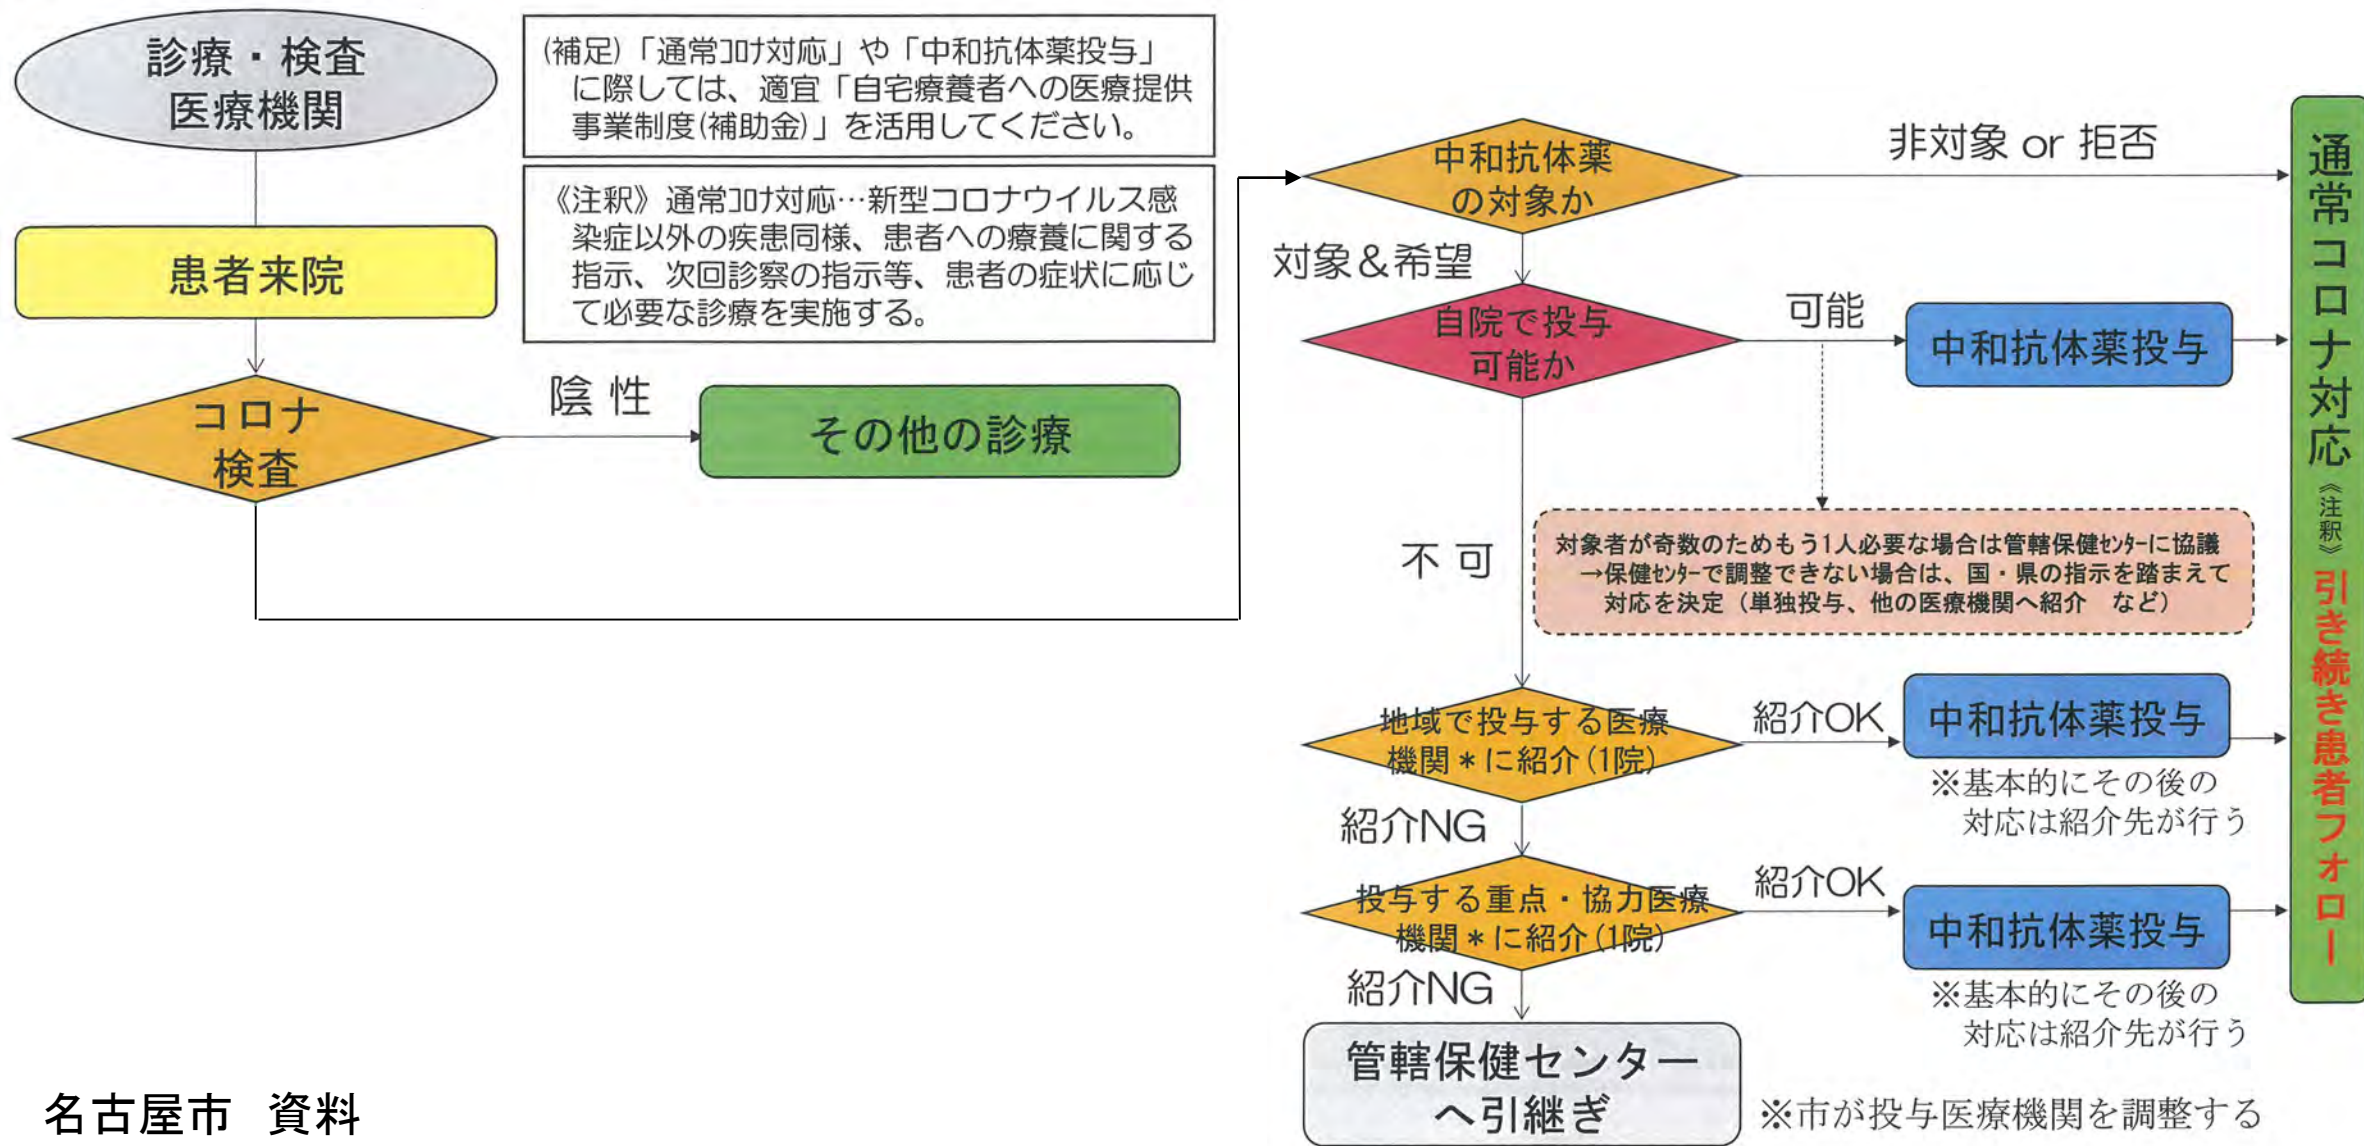 診療・検査
医療機関
(補足)「通常ｺﾛﾅ対応」や「中和抗体薬投与」
に際しては、適宜「自宅療養者への医療提供
事業制度(補助金)」を活用してください。
《注釈》通常ｺﾛﾅ対応…新型コロナウイルス感
染症以外の疾患同様、患者への療養に関する
指示、次回診察の指示等、患者の症状に応じ
て必要な診療を実施する。
患者来院
コロナ
検査
陰 性
その他の診療
中和抗体薬
の対象か
非対象 or 拒否
対象＆希望
自院で投与
可能か
可能
中和抗体薬投与
不 可
対象者が奇数のためもう1人必要な場合は管轄保健ｾﾝﾀｰに協議
→保健ｾﾝﾀｰで調整できない場合は、国・県の指示を踏まえて
対応を決定（単独投与、他の医療機関へ紹介　など）
地域で投与する医療
機関＊に紹介(1院)
紹介OK
中和抗体薬投与
※基本的にその後の
対応は紹介先が行う
紹介NG
投与する重点・協力医療
機関＊に紹介(1院)
紹介OK
中和抗体薬投与
※基本的にその後の
対応は紹介先が行う
紹介NG
管轄保健センター
へ引継ぎ
※市が投与医療機関を調整する
通常コロナ対応《注釈》引き続き患者フォロー
名古屋市　資料